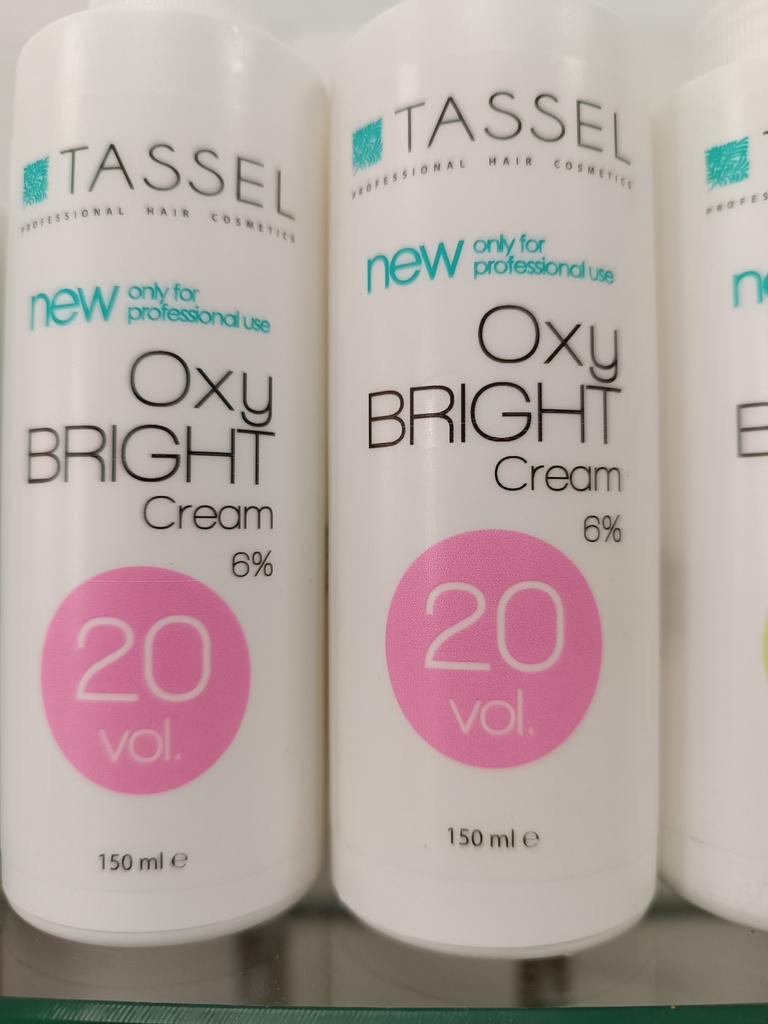 TASSEL
PROFESSIONAL HAIR COSMETICS
new only for
professional use
Oxy
BRIGHT
Cream
6%
20
vol.
150 ml ℮
TASSEL
PROFESSIONAL HAIR COSMETICS
new only for
professional use
Oxy
BRIGHT
Cream
6%
20
vol.
150 ml ℮